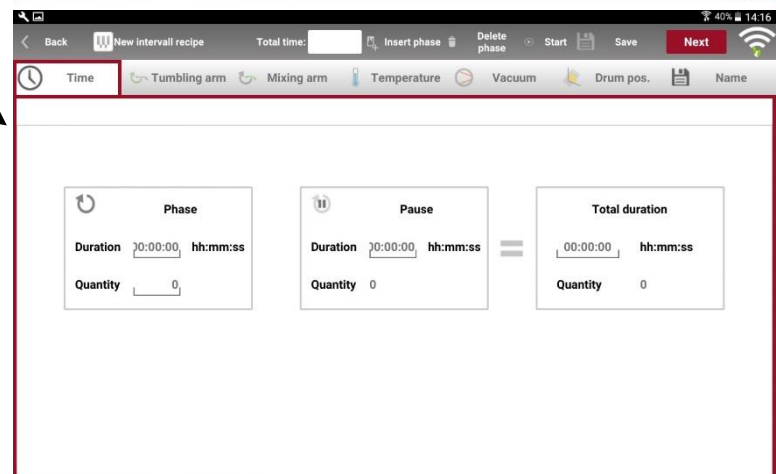 40% 14:16
Back New intervall recipe Total time: Insert phase Delete phase Start Save Next
Time Tumbling arm Mixing arm Temperature Vacuum Drum pos. Name
Phase Pause Total duration
Duration 00:00:00 hh:mm:ss Duration 00:00:00 hh:mm:ss = 00:00:00 hh:mm:ss
Quantity 0 Quantity 0 Quantity 0